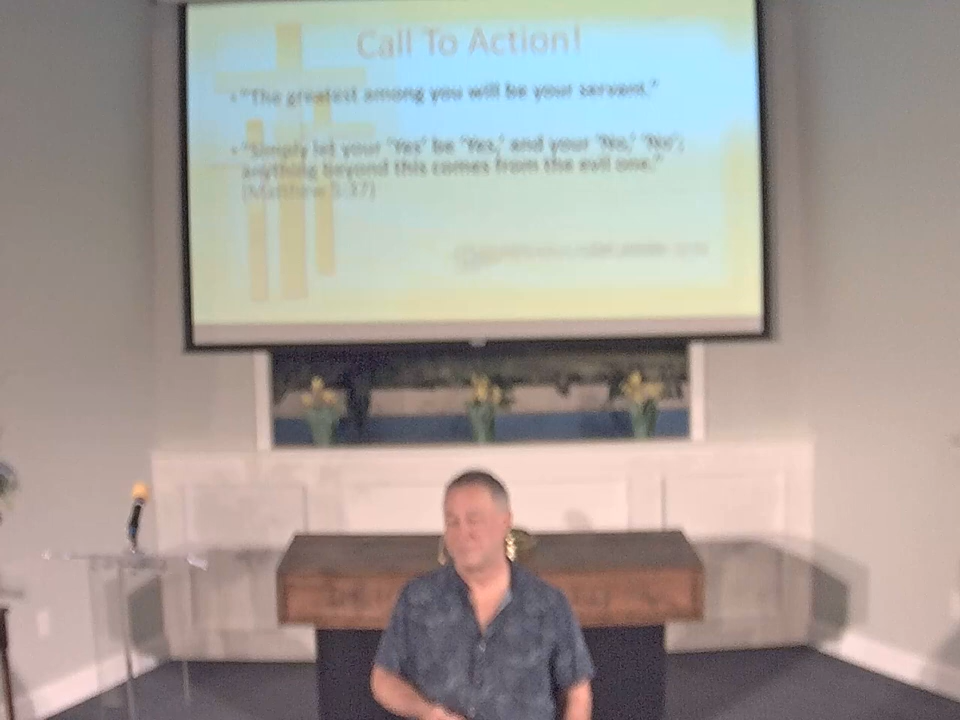 Call To Action!
• "The greatest among you will be your servant."
• "Simply let your 'Yes' be 'Yes,' and your 'No,' 'No';
anything beyond this comes from the evil one."
(Matthew 5:37)